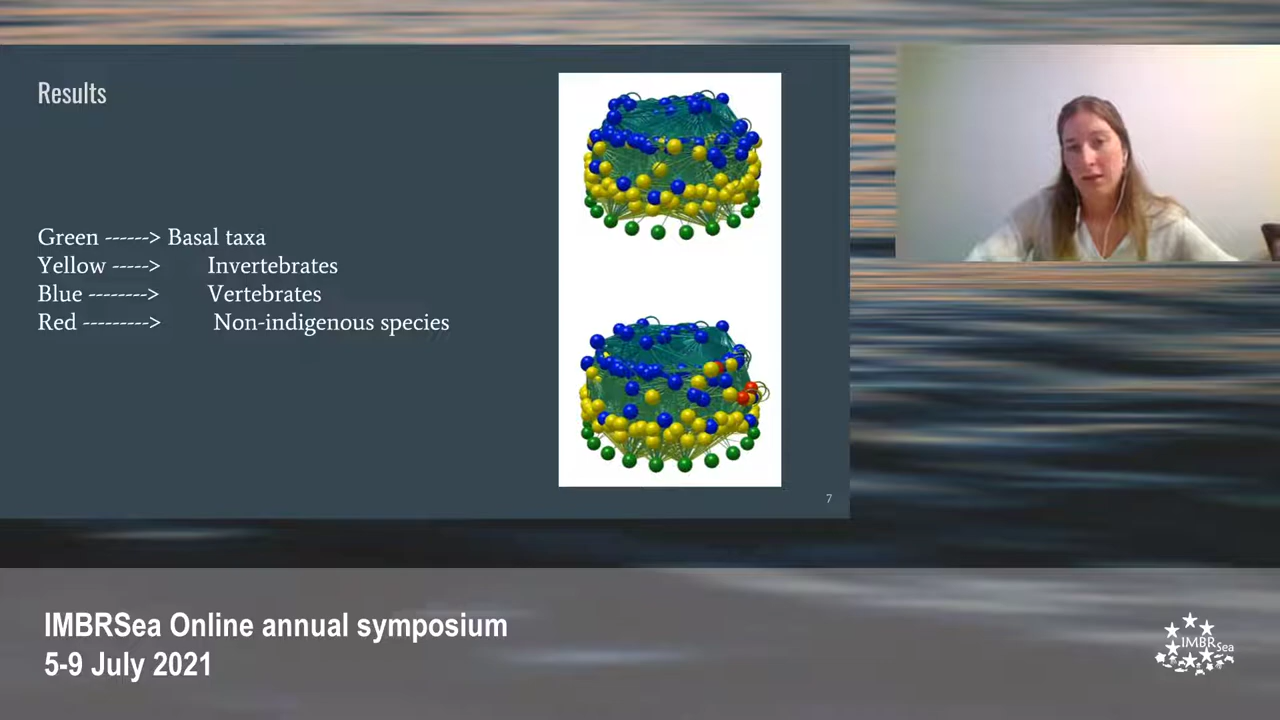 Results
Green ------> Basal taxa
Yellow -----> Invertebrates
Blue --------> Vertebrates
Red ---------> Non-indigenous species
7
IMBRSea Online annual symposium
5-9 July 2021
IMBRSea